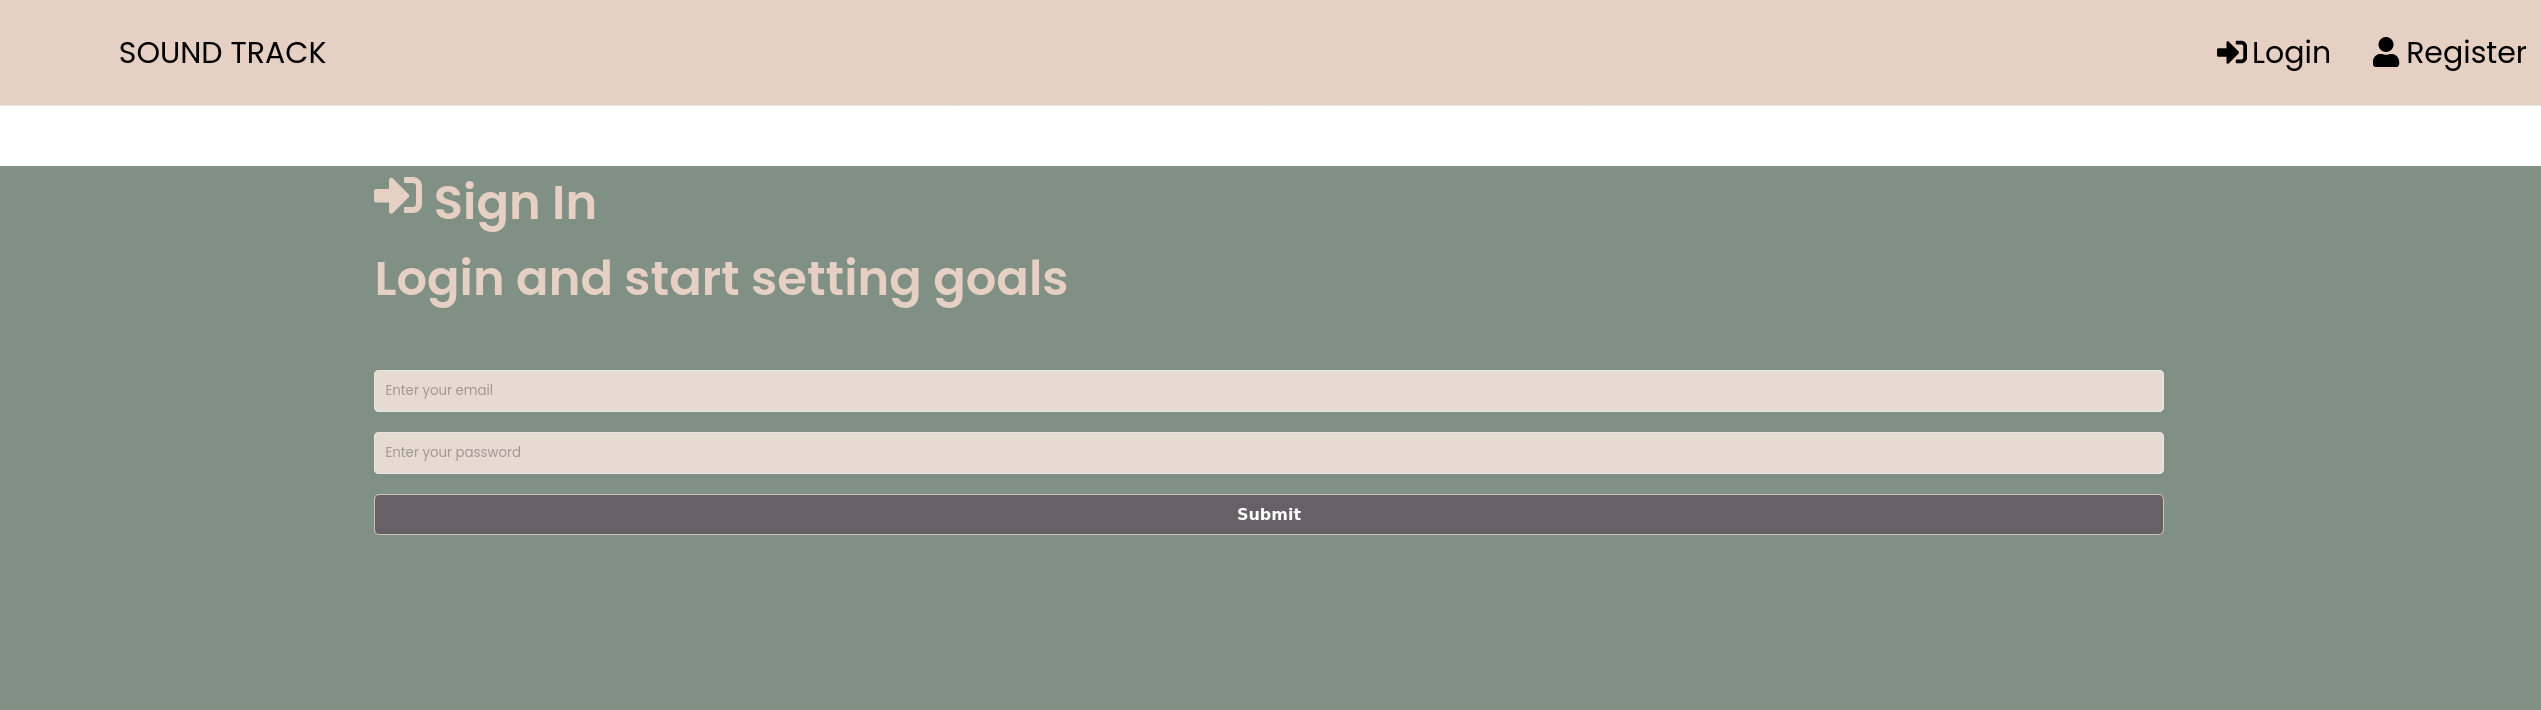 SOUND TRACK
Login
Register
Sign In
Login and start setting goals
Enter your email
Enter your password
Submit